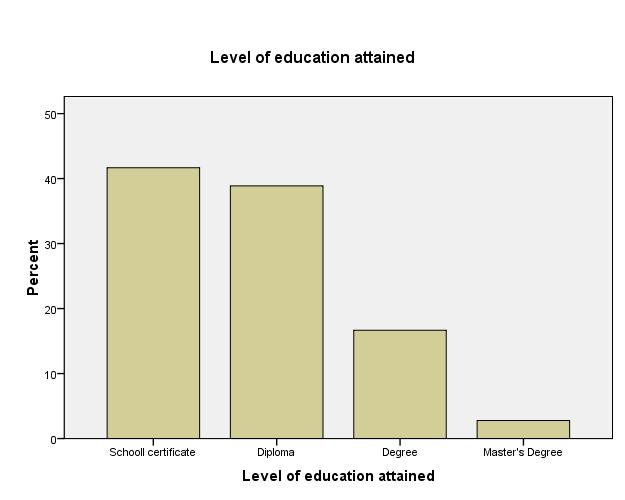 Level of education attained
50
40
30
20
10
0
Percent
Schooll certificate
Diploma
Degree
Master's Degree
Level of education attained